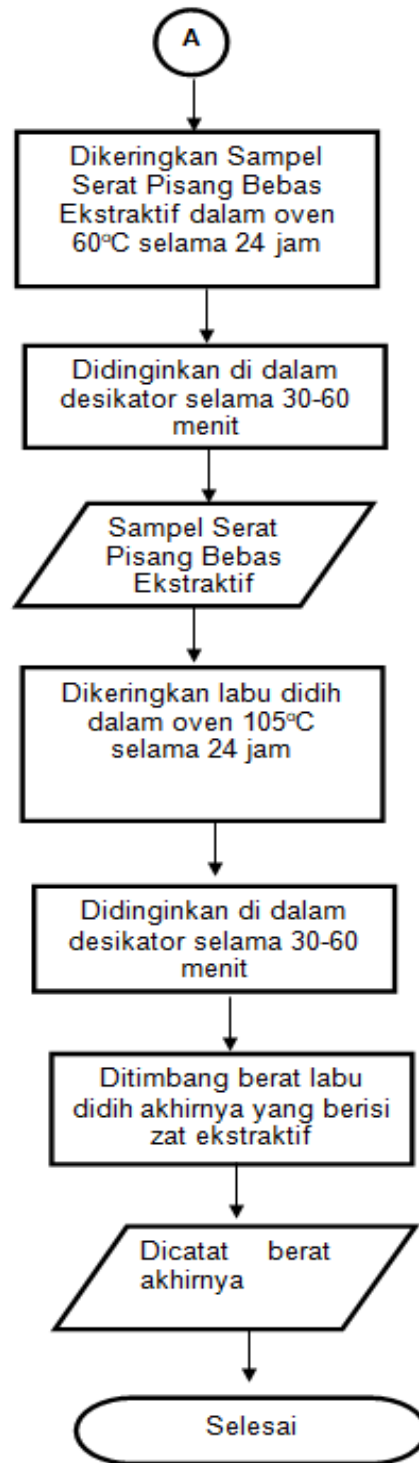 A
Dikeringkan Sampel
Serat Pisang Bebas
Ekstraktif dalam oven
60°C selama 24 jam
Didinginkan di dalam
desikator selama 30-60
menit
Sampel Serat
Pisang Bebas
Ekstraktif
Dikeringkan labu didih
dalam oven 105°C
selama 24 jam
Didinginkan di dalam
desikator selama 30-60
menit
Ditimbang berat labu
didih akhirnya yang berisi
zat ekstraktif
Dicatat berat
akhirnya
Selesai